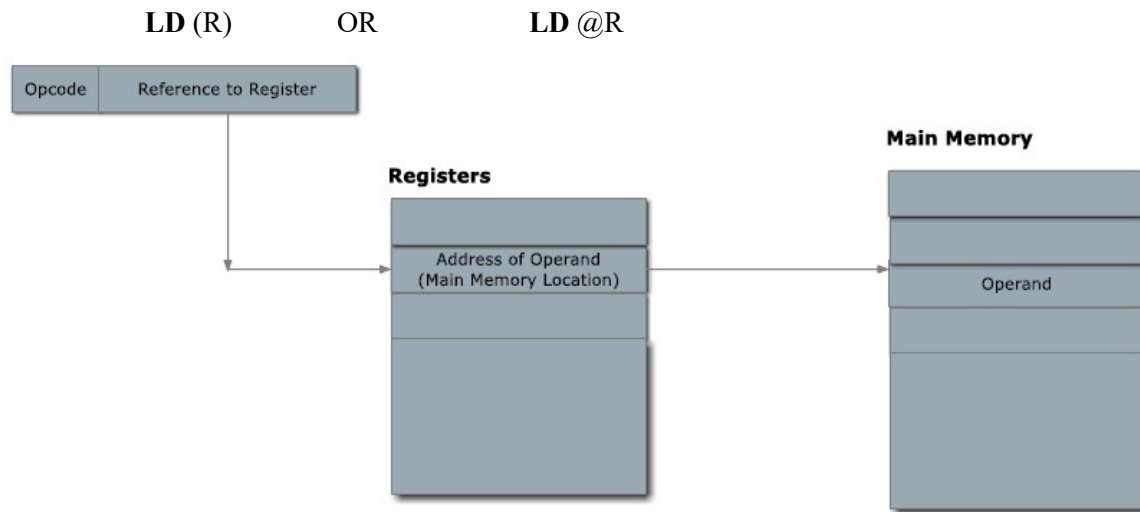 LD (R) OR LD @R
Opcode Reference to Register
Main Memory
Registers
Address of Operand
(Main Memory Location)
Operand